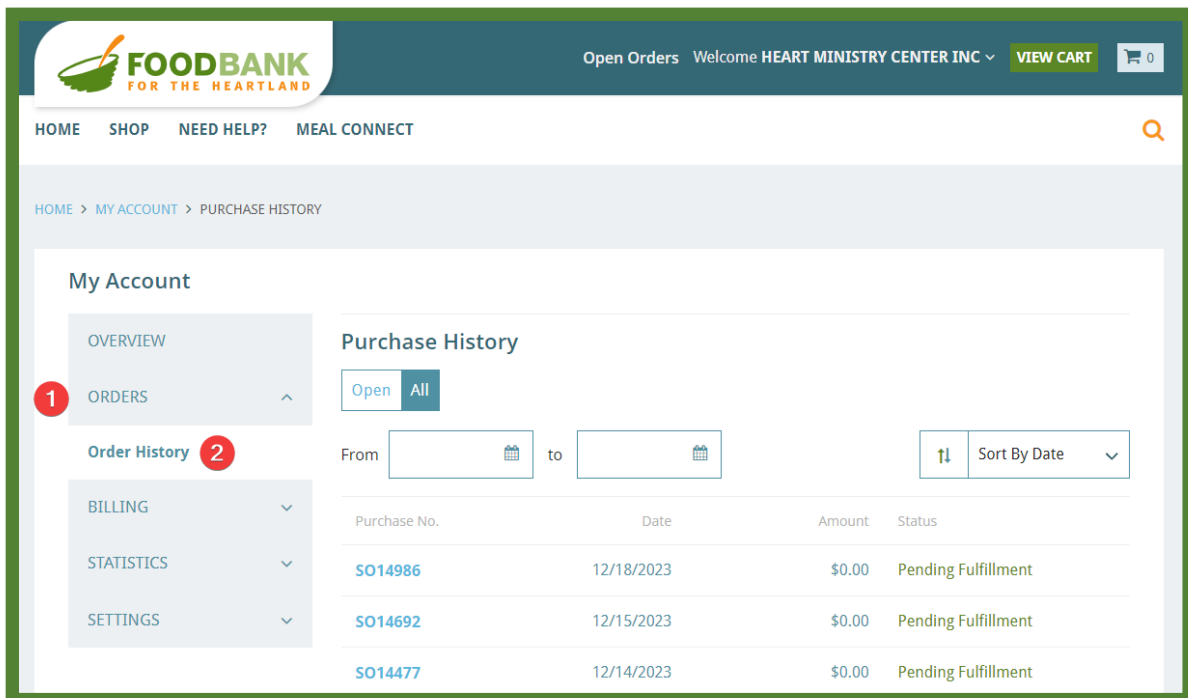 FOODBANK
FOR THE HEARTLAND
Open Orders Welcome HEART MINISTRY CENTER INC VIEW CART 0
HOME SHOP NEED HELP? MEAL CONNECT
HOME > MY ACCOUNT > PURCHASE HISTORY
My Account
OVERVIEW
1 ORDERS
Order History 2
BILLING
STATISTICS
SETTINGS
Purchase History
Open All
From to Sort By Date
Purchase No. Date Amount Status
SO14986 12/18/2023 $0.00 Pending Fulfillment
SO14692 12/15/2023 $0.00 Pending Fulfillment
SO14477 12/14/2023 $0.00 Pending Fulfillment